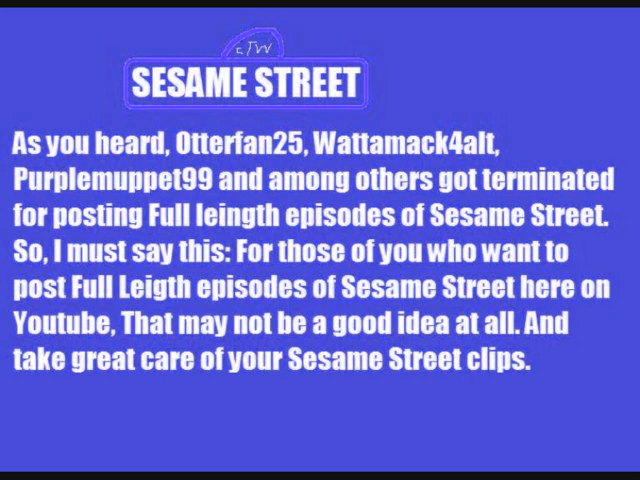 SESAME STREET
As you heard, Otterfan25, Wattamack4alt,
Purplemuppet99 and among others got terminated
for posting Full leingth episodes of Sesame Street.
So, I must say this: For those of you who want to
post Full Leigth episodes of Sesame Street here on
Youtube, That may not be a good idea at all. And
take great care of your Sesame Street clips.